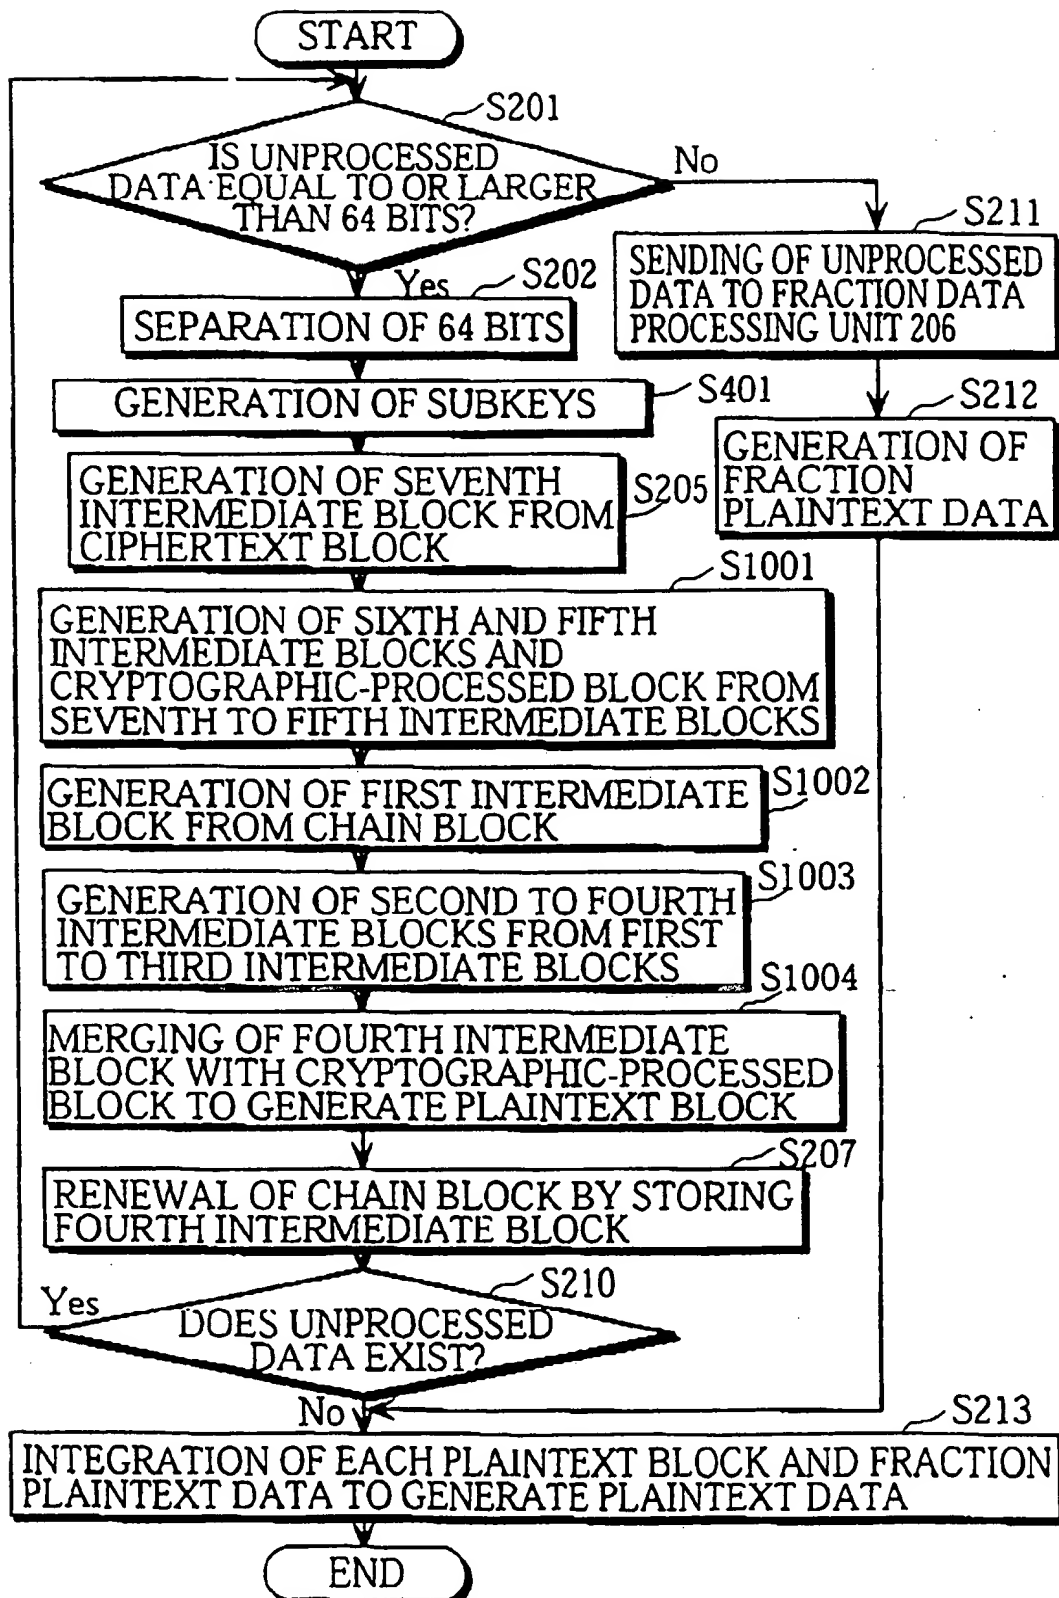 START
S201
IS UNPROCESSED
DATA EQUAL TO OR LARGER
THAN 64 BITS?
No
Yes
S202
SEPARATION OF 64 BITS
S211
SENDING OF UNPROCESSED
DATA TO FRACTION DATA
PROCESSING UNIT 206
S401
GENERATION OF SUBKEYS
S212
GENERATION OF
FRACTION
PLAINTEXT DATA
S205
GENERATION OF SEVENTH
INTERMEDIATE BLOCK FROM
CIPHERTEXT BLOCK
S1001
GENERATION OF SIXTH AND FIFTH
INTERMEDIATE BLOCKS AND
CRYPTOGRAPHIC-PROCESSED BLOCK FROM
SEVENTH TO FIFTH INTERMEDIATE BLOCKS
S1002
GENERATION OF FIRST INTERMEDIATE
BLOCK FROM CHAIN BLOCK
S1003
GENERATION OF SECOND TO FOURTH
INTERMEDIATE BLOCKS FROM FIRST
TO THIRD INTERMEDIATE BLOCKS
S1004
MERGING OF FOURTH INTERMEDIATE
BLOCK WITH CRYPTOGRAPHIC-PROCESSED
BLOCK TO GENERATE PLAINTEXT BLOCK
S207
RENEWAL OF CHAIN BLOCK BY STORING
FOURTH INTERMEDIATE BLOCK
S210
Yes
DOES UNPROCESSED
DATA EXIST?
No
S213
INTEGRATION OF EACH PLAINTEXT BLOCK AND FRACTION
PLAINTEXT DATA TO GENERATE PLAINTEXT DATA
END